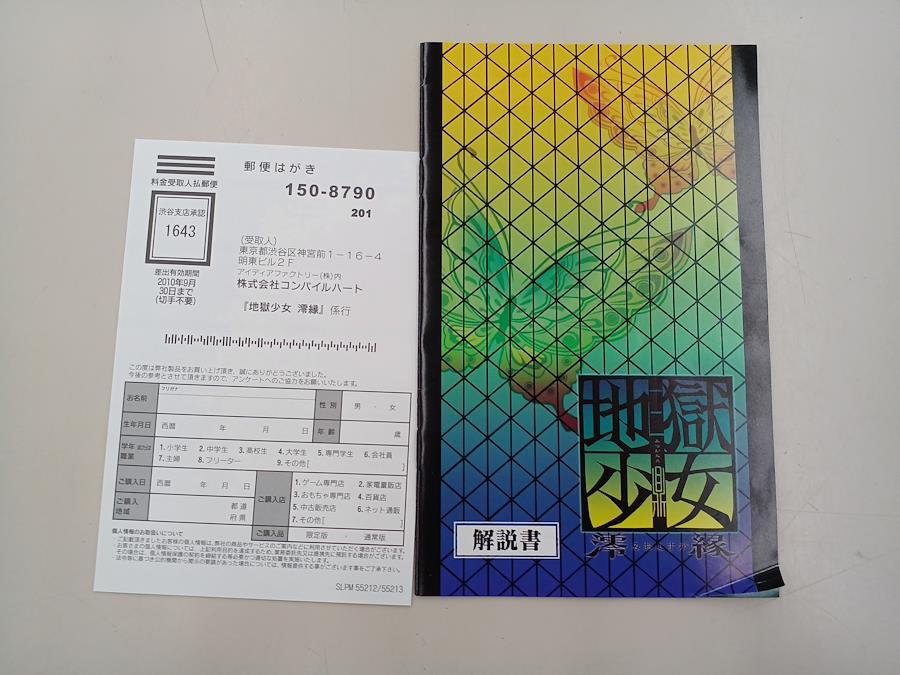 郵便はがき
料金受取人払郵便
150-8790
201
渋谷支店承認
1643
差出有効期間
2010年9月
30日まで
(切手不要)
(受取人)
東京都渋谷区神宮前1-16-4
明東ビル2F
アイディアファクトリー(株)内
株式会社コンパイルハート
『地獄少女 澪縁』係行
この度は弊社製品をお買い上げ頂き、誠にありがとうございました。
今後の参考とさせて頂きますので、アンケートへのご協力をお願いいたします。
お名前
フリガナ
性別
男・女
生年月日
西暦 年 月 日
年齢
歳
学年または職業
1.小学生 2.中学生 3.高校生 4.大学生 5.専門学生 6.会社員
7.主婦 8.フリーター 9.その他[ ]
ご購入日
西暦 年 月 日
ご購入地域
都道
府県
ご購入店
1.ゲーム専門店 2.家電量販店
3.おもちゃ専門店 4.百貨店
5.中古販売店 6.ネット通販
7.その他[ ]
ご購入品
限定版・通常版
個人情報のお取扱いについて
SLPM 55212/55213
地獄
少女
澪縁
解説書